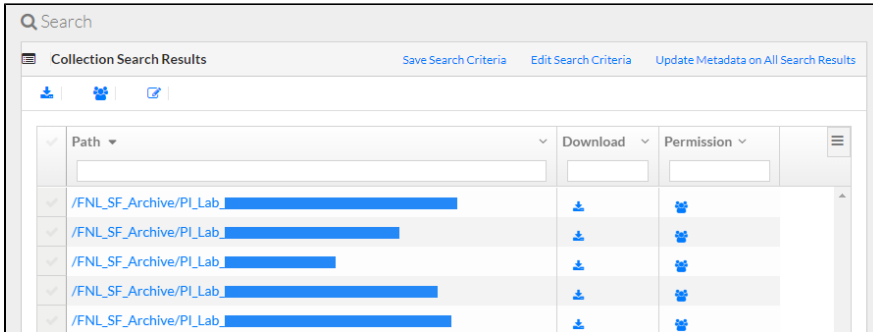 Search
Collection Search Results Save Search Criteria Edit Search Criteria Update Metadata on All Search Results
Path Download Permission
/FNL_SF_Archive/PI_Lab_
/FNL_SF_Archive/PI_Lab_
/FNL_SF_Archive/PI_Lab_
/FNL_SF_Archive/PI_Lab_
/FNL_SF_Archive/PI_Lab_